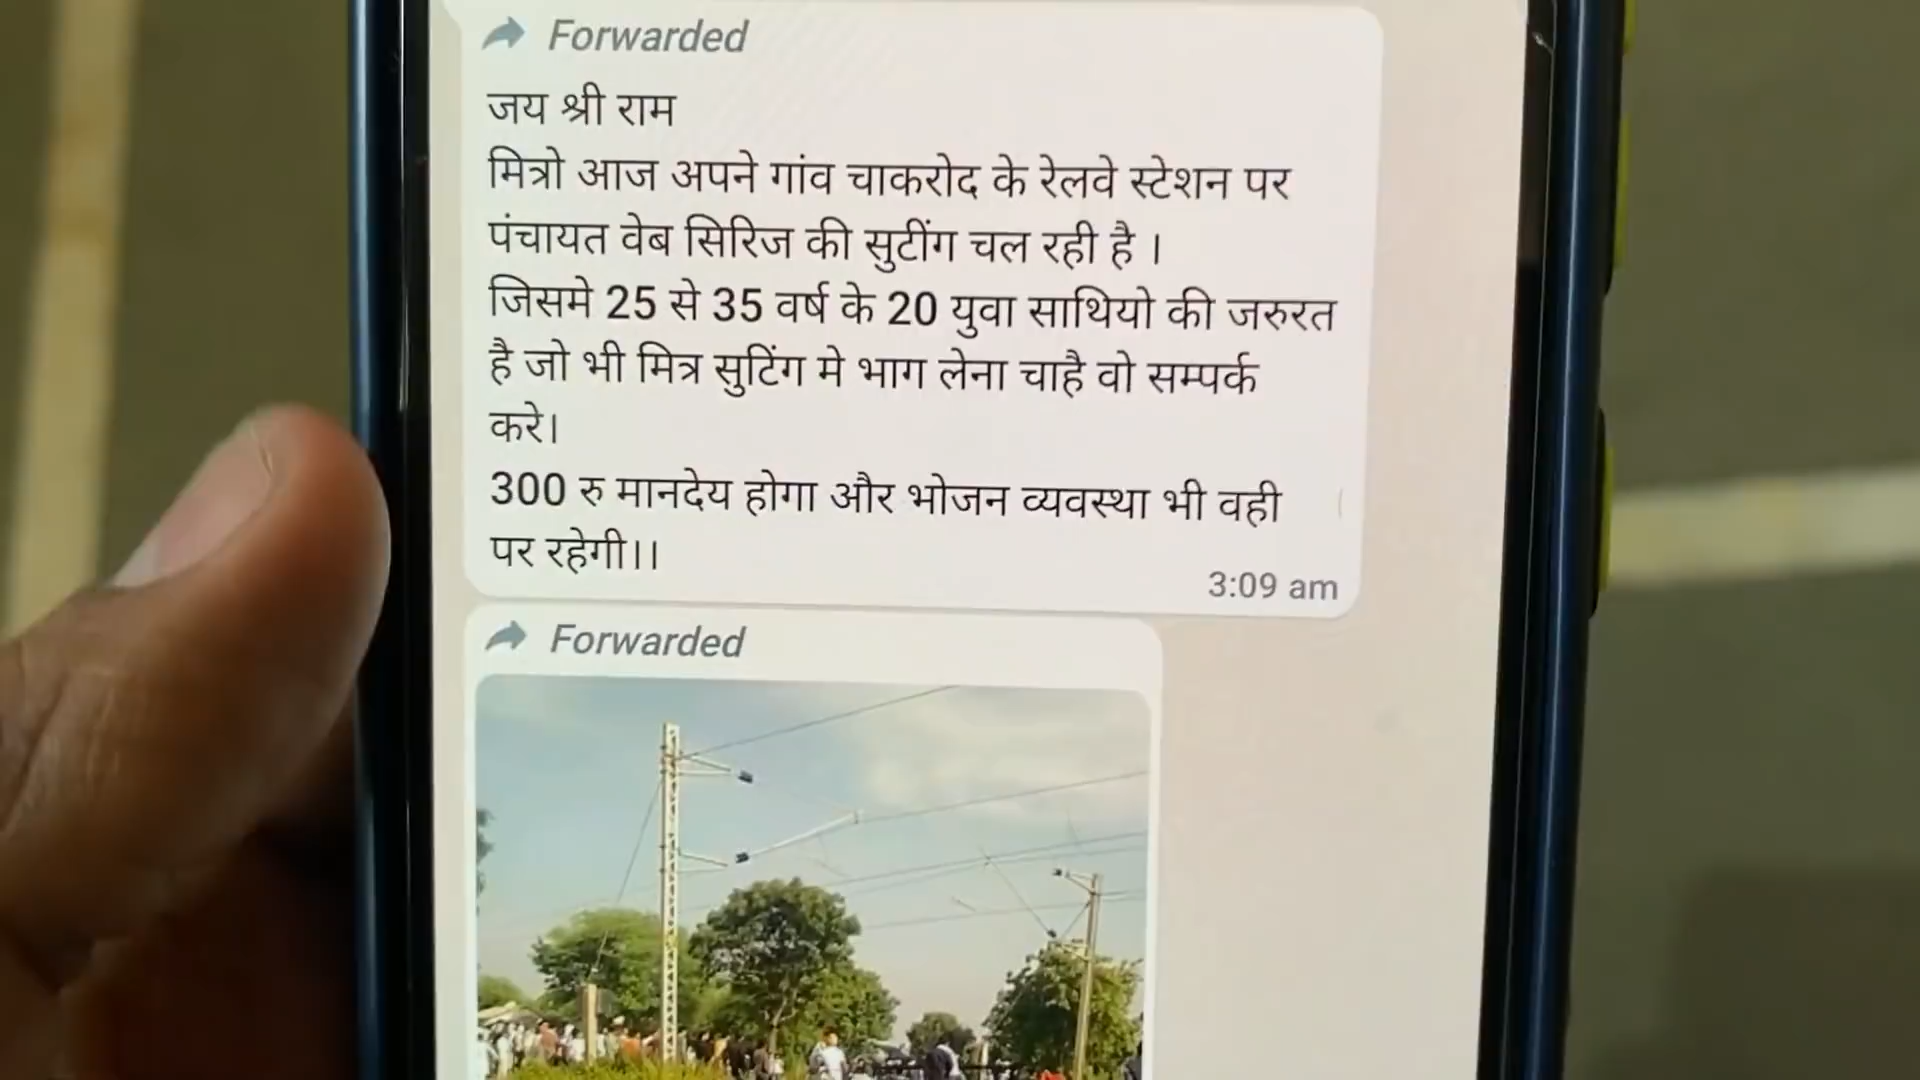 Forwarded
जय श्री राम
मित्रो आज अपने गांव चाकरोद के रेलवे स्टेशन पर
पंचायत वेब सिरिज की सुटींग चल रही है ।
जिसमे 25 से 35 वर्ष के 20 युवा साथियो की जरुरत
है जो भी मित्र सुटिंग मे भाग लेना चाहै वो सम्पर्क
करे।
300 रु मानदेय होगा और भोजन व्यवस्था भी वही
पर रहेगी।।
3:09 am
Forwarded